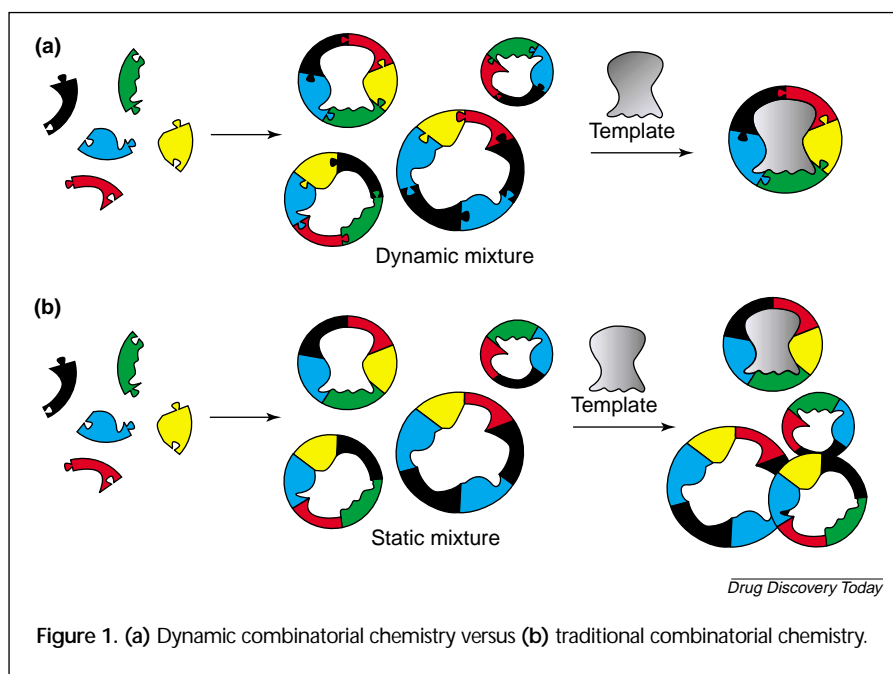 (a)
Template
Dynamic mixture
(b)
Template
Static mixture
Drug Discovery Today
Figure 1. (a) Dynamic combinatorial chemistry versus (b) traditional combinatorial chemistry.